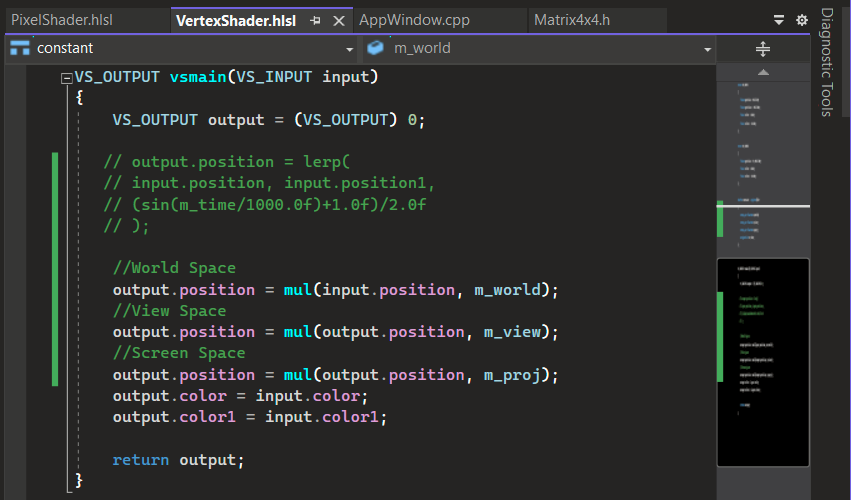 PixelShader.hlsl VertexShader.hlsl AppWindow.cpp Matrix4x4.h
constant m_world
Diagnostic Tools
VS_OUTPUT vsmain(VS_INPUT input)
{
VS_OUTPUT output = (VS_OUTPUT) 0;
// output.position = lerp(
// input.position, input.position1,
// (sin(m_time/1000.0f)+1.0f)/2.0f
// );
//World Space
output.position = mul(input.position, m_world);
//View Space
output.position = mul(output.position, m_view);
//Screen Space
output.position = mul(output.position, m_proj);
output.color = input.color;
output.color1 = input.color1;
return output;
}